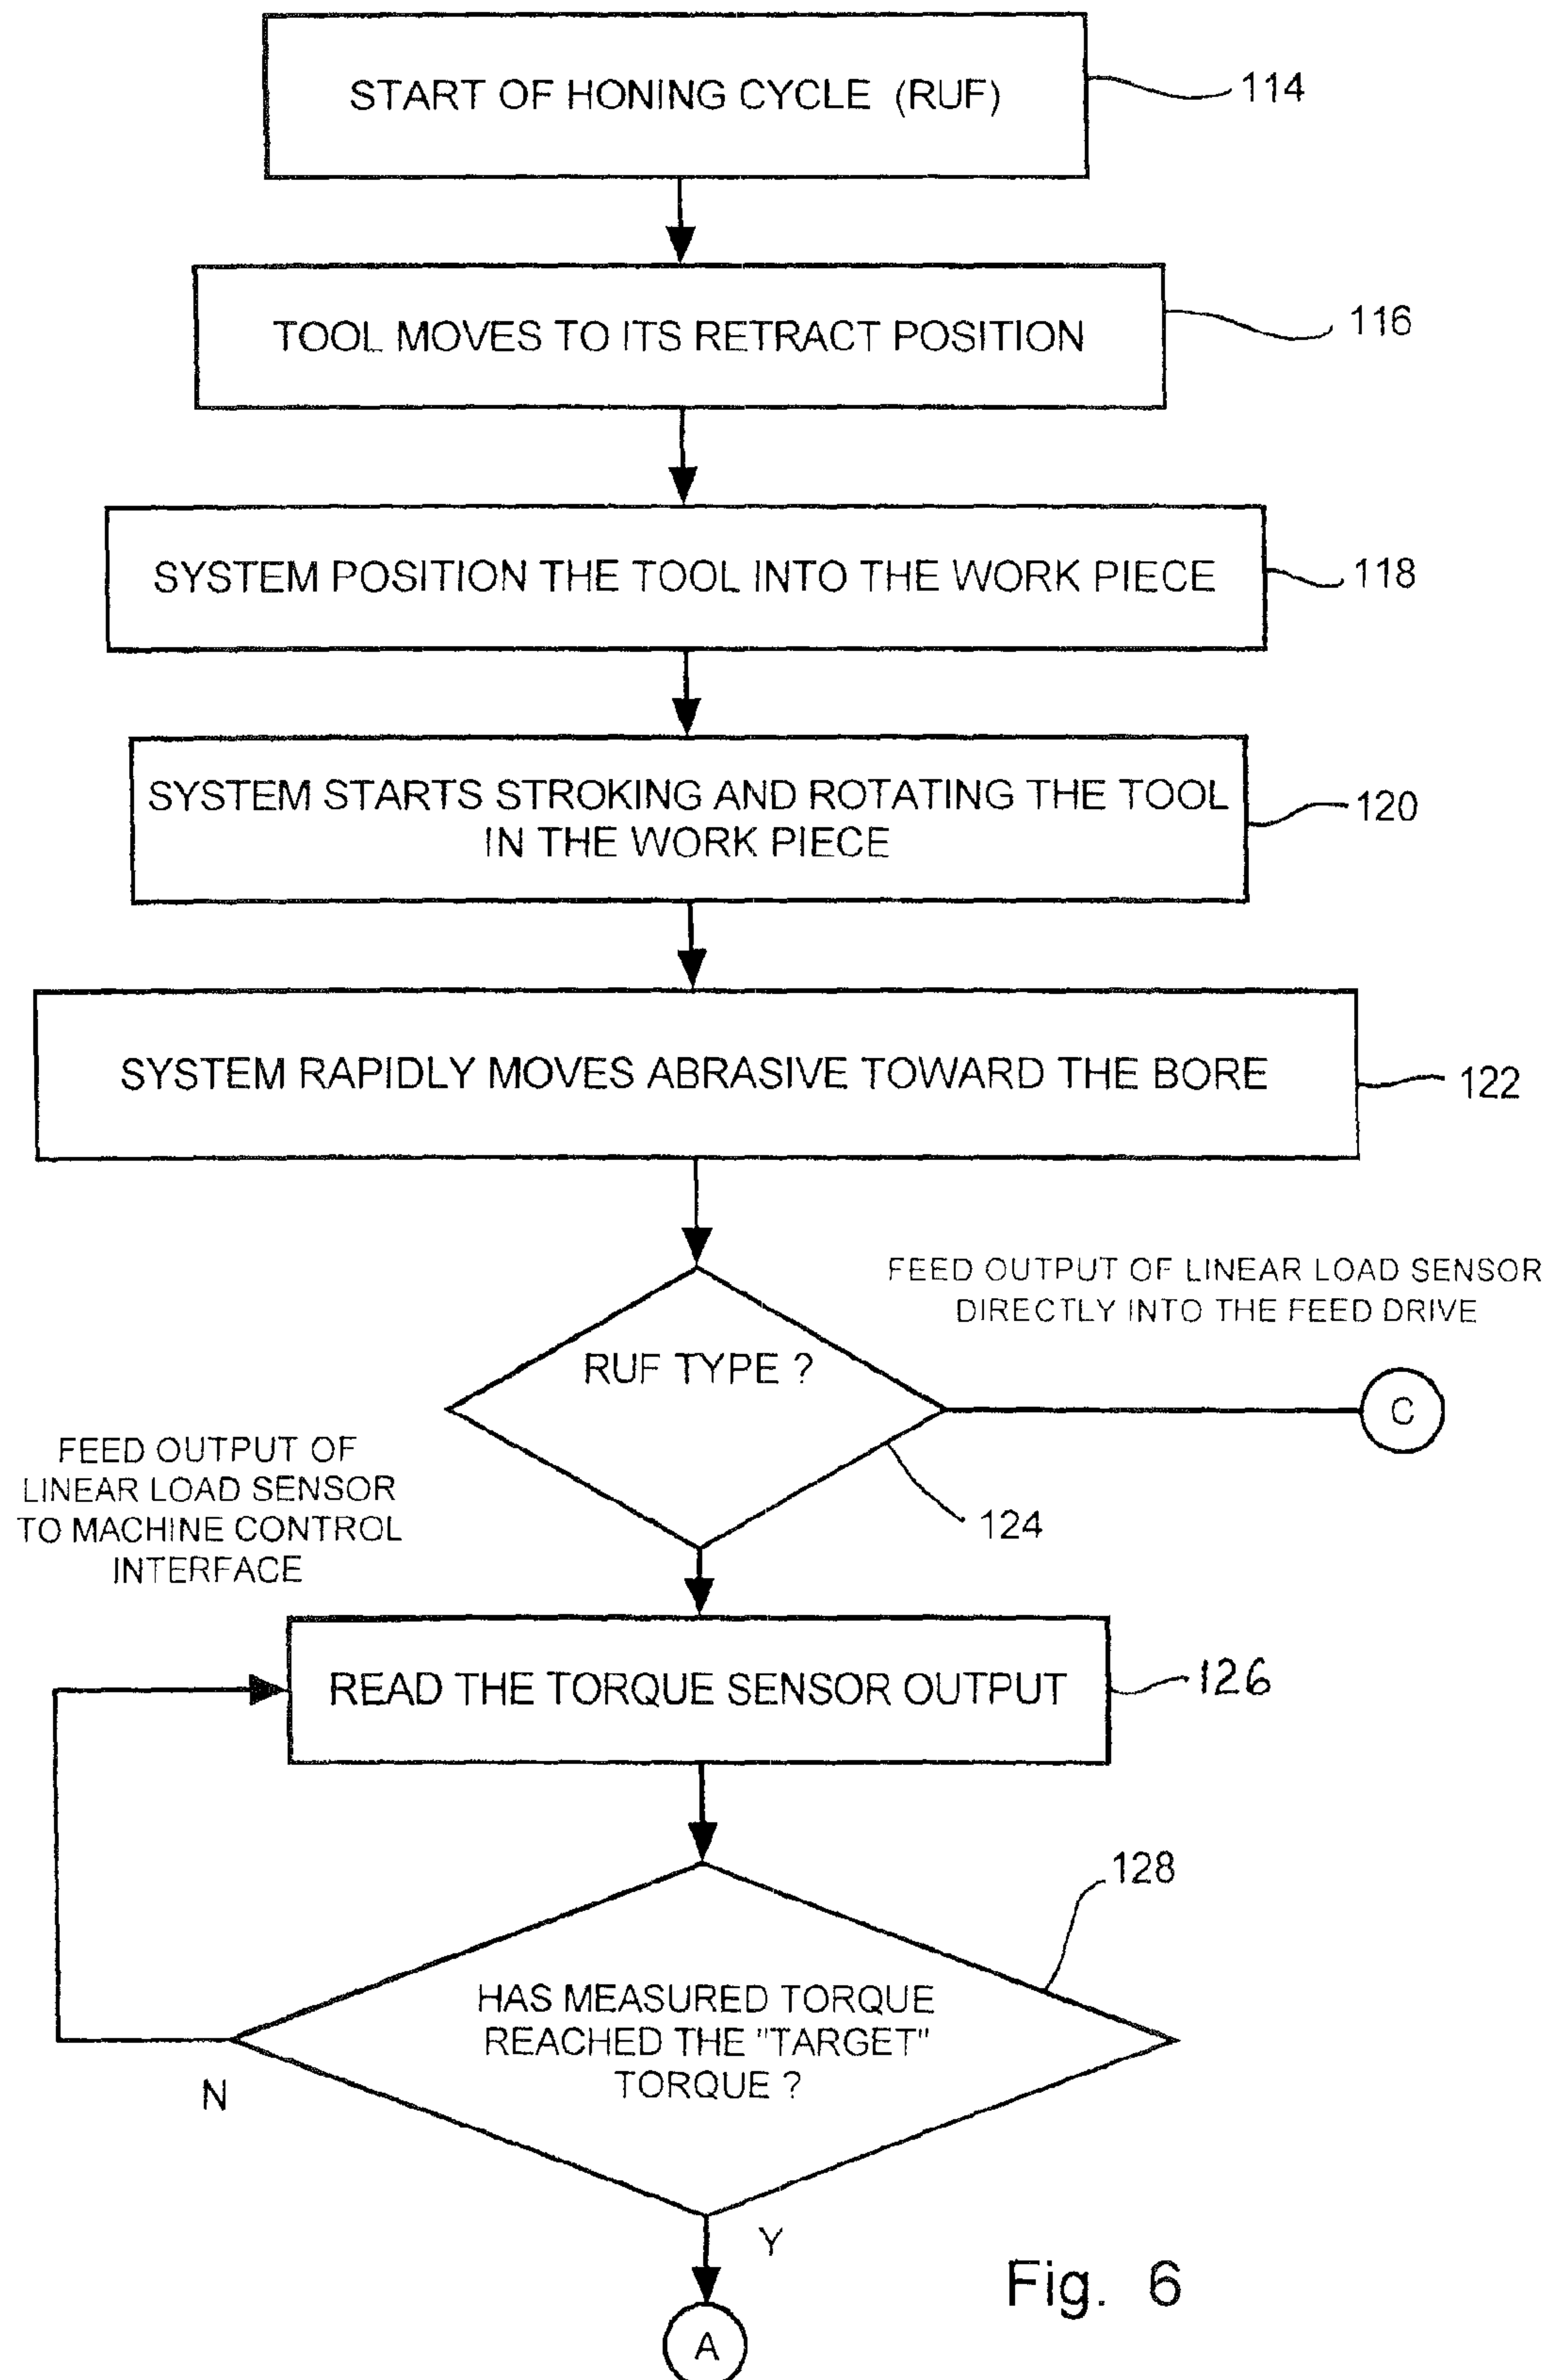 START OF HONING CYCLE (RUF)
114
TOOL MOVES TO ITS RETRACT POSITION
116
SYSTEM POSITION THE TOOL INTO THE WORK PIECE
118
SYSTEM STARTS STROKING AND ROTATING THE TOOL
IN THE WORK PIECE
120
SYSTEM RAPIDLY MOVES ABRASIVE TOWARD THE BORE
122
FEED OUTPUT OF LINEAR LOAD SENSOR
DIRECTLY INTO THE FEED DRIVE
RUF TYPE ?
C
FEED OUTPUT OF
LINEAR LOAD SENSOR
TO MACHINE CONTROL
INTERFACE
124
READ THE TORQUE SENSOR OUTPUT
126
128
HAS MEASURED TORQUE
REACHED THE "TARGET"
TORQUE ?
N
Y
Fig. 6
A